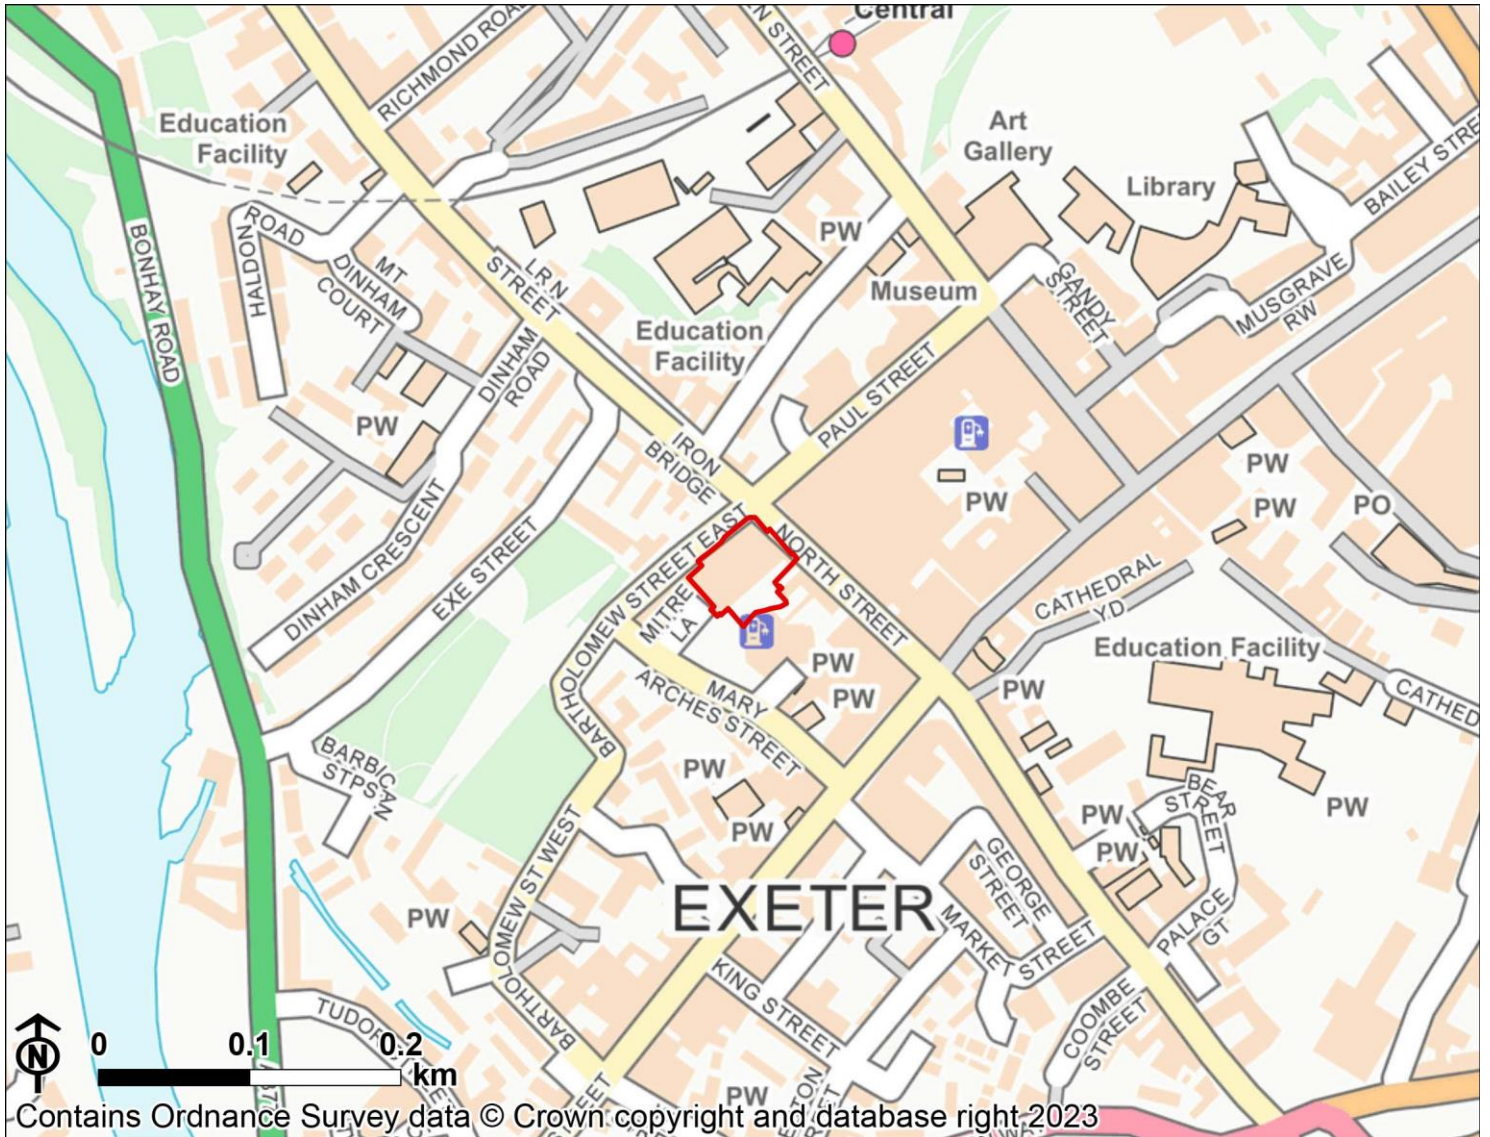 Central
RICHMOND ROA
EN STREET
Education
Facility
Art
Gallery
Library
BAILEY STRE
PW
ROAD
HALDON
BONHAY ROAD
MT
DINHAM
COURT
LR N
STREET
Museum
GANDY
STREET
MUSGRAVE
RW
Education
Facility
DINHAM
ROAD
PAUL STREET
PW
IRON
BRIDGE
PW
PW
PW
PO
DINHAM CRESCENT
EXE STREET
BARTHOLOMEW STREET EAST
NORTH STREET
MITRE
LA
CATHEDRAL
YD
Education Facility
PW
PW
MARY
ARCHES STREET
PW
CATHED
BARBICAN
STPS
PW
PW
BEAR
STREET
PW
PW
PW
GEORGE
STREET
EXETER
MARKET STREET
PALACE
GT
PW
BARTHOLOMEW ST WEST
KING STREET
COOMBE
STREET
TUDOR
STREET
PW
N
0 0.1 0.2
km
Contains Ordnance Survey data © Crown copyright and database right 2023